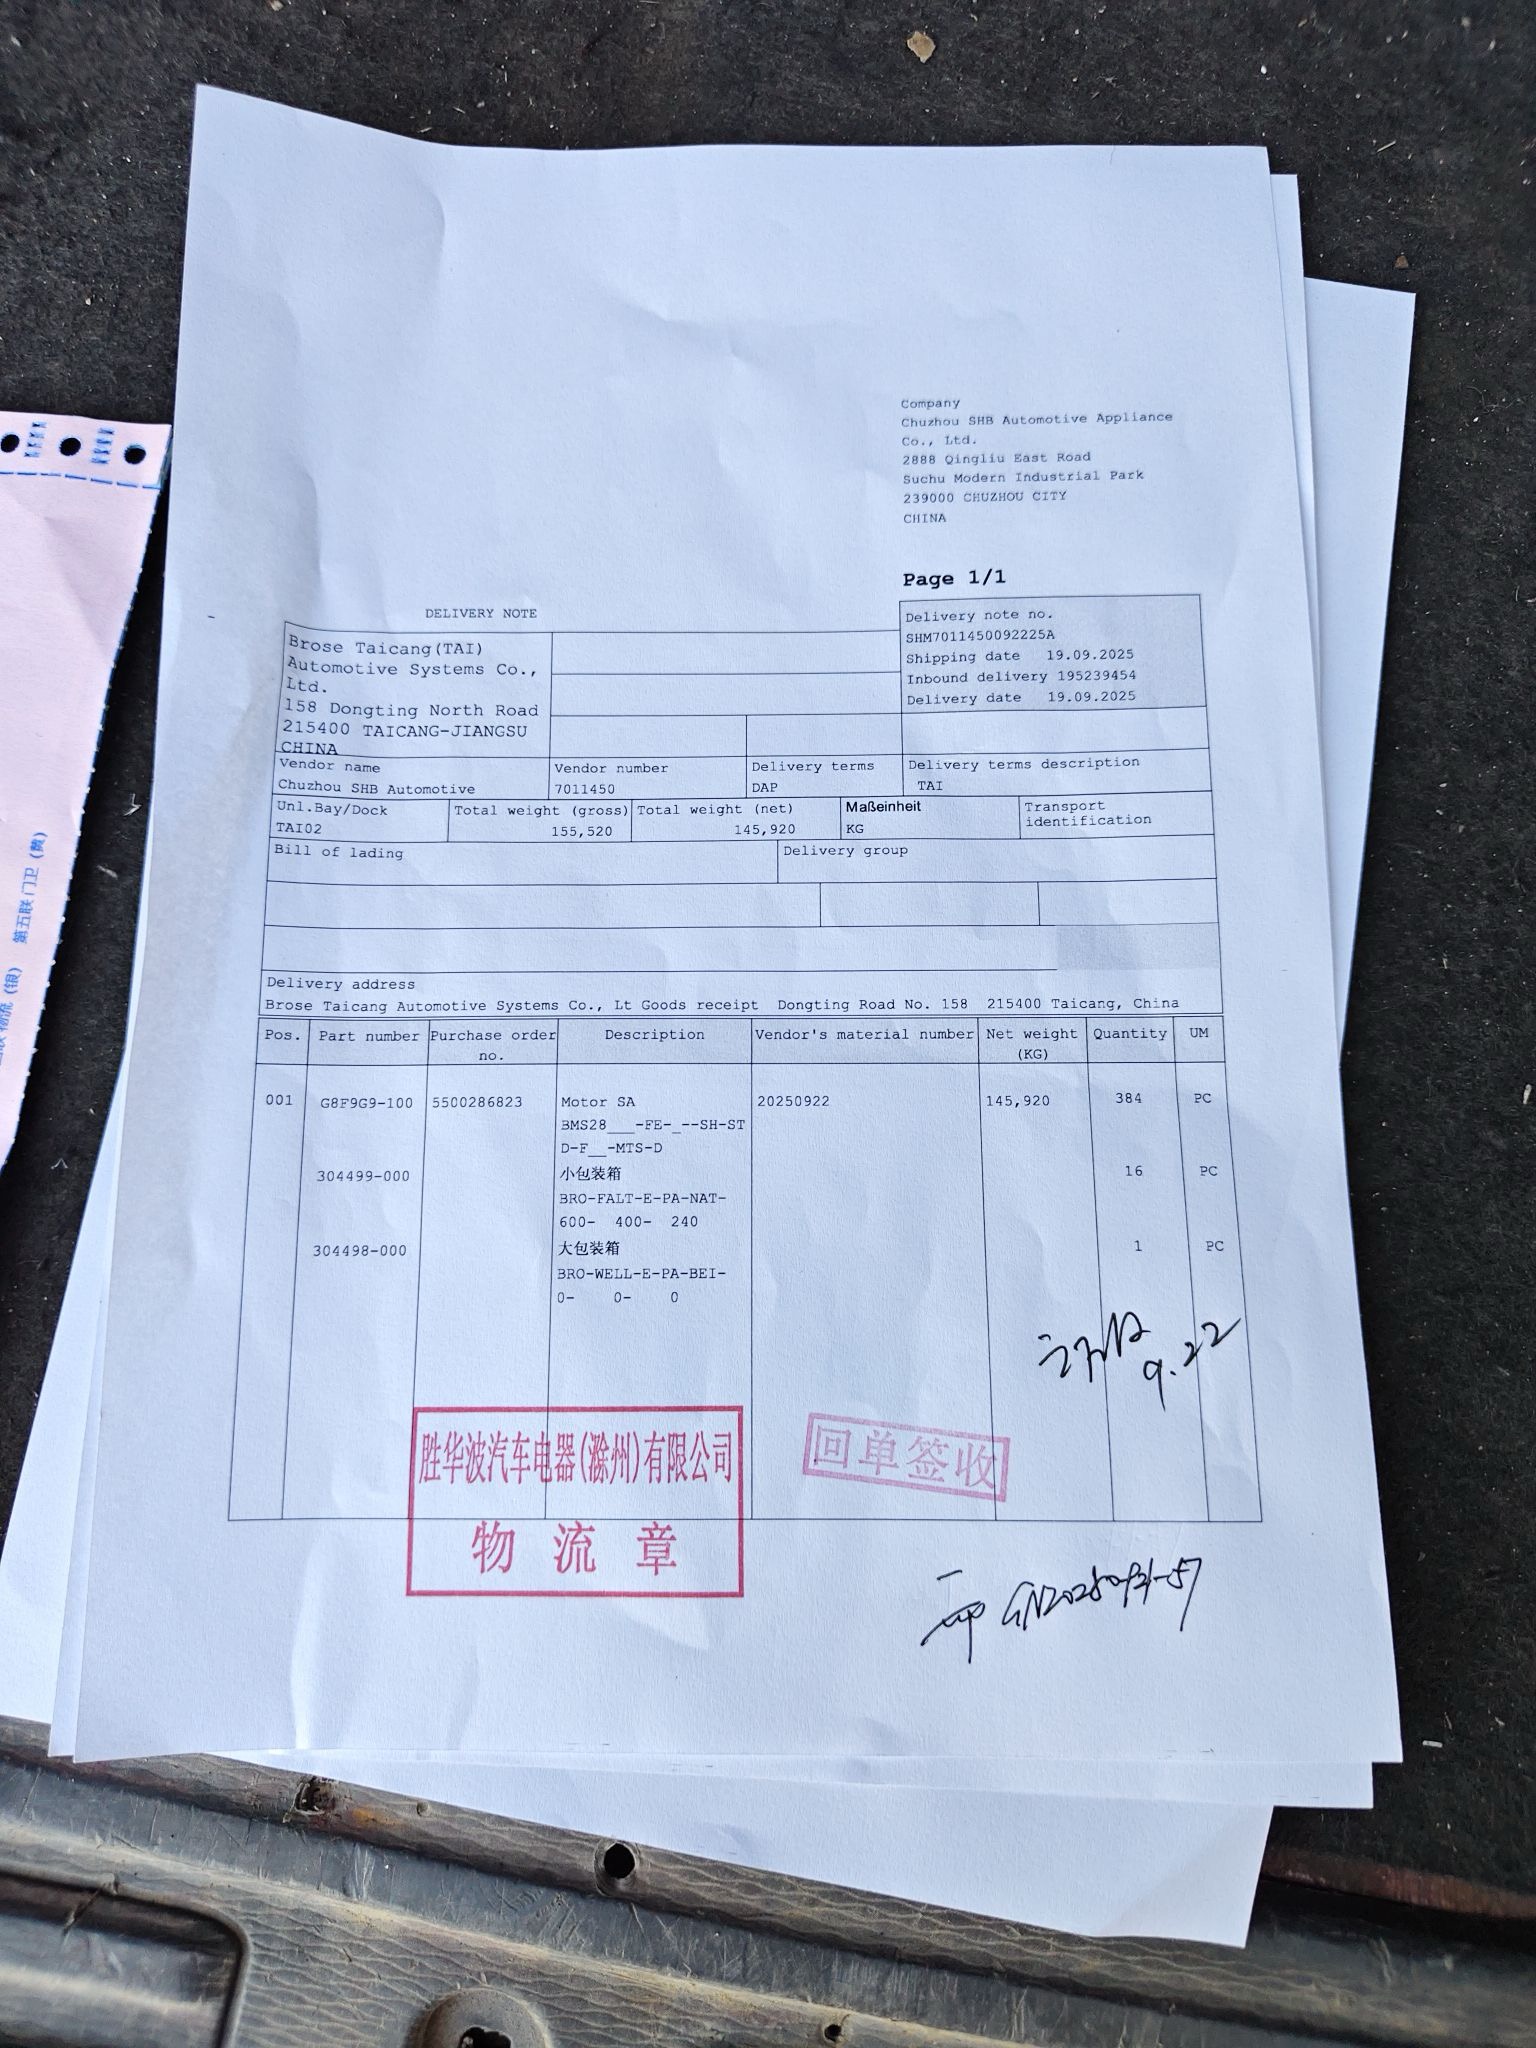 Company
Chuzhou SHB Automotive Appliance
Co., Ltd.
2888 Qingliu East Road
Suchu Modern Industrial Park
239000 CHUZHOU CITY
CHINA
Page 1/1
DELIVERY NOTE
Brose Taicang(TAI)
Automotive Systems Co.,
Ltd.
158 Dongting North Road
215400 TAICANG-JIANGSU
CHINA
Delivery note no.
SHM7011450092225A
Shipping date 19.09.2025
Inbound delivery 195239454
Delivery date 19.09.2025
Vendor name Vendor number Delivery terms Delivery terms description
Chuzhou SHB Automotive 7011450 DAP TAI
Unl.Bay/Dock Total weight (gross) Total weight (net) Maßeinheit Transport identification
TAI02 155,520 145,920 KG
Bill of lading Delivery group
Delivery address
Brose Taicang Automotive Systems Co., Lt Goods receipt Dongting Road No. 158 215400 Taicang, China
Pos. Part number Purchase order no. Description Vendor's material number Net weight (KG) Quantity UM
001 G8F9G9-100 5500286823 Motor SA 20250922 145,920 384 PC
BMS28___-FE-_--SH-ST
D-F__-MTS-D
304499-000 小包装箱 16 PC
BRO-FALT-E-PA-NAT-
600- 400- 240
304498-000 大包装箱 1 PC
BRO-WELL-E-PA-BEI-
0- 0- 0
9.22
胜华波汽车电器(滁州)有限公司
物流章
回单签收
第五联 门卫 (黄)
物流 (银)